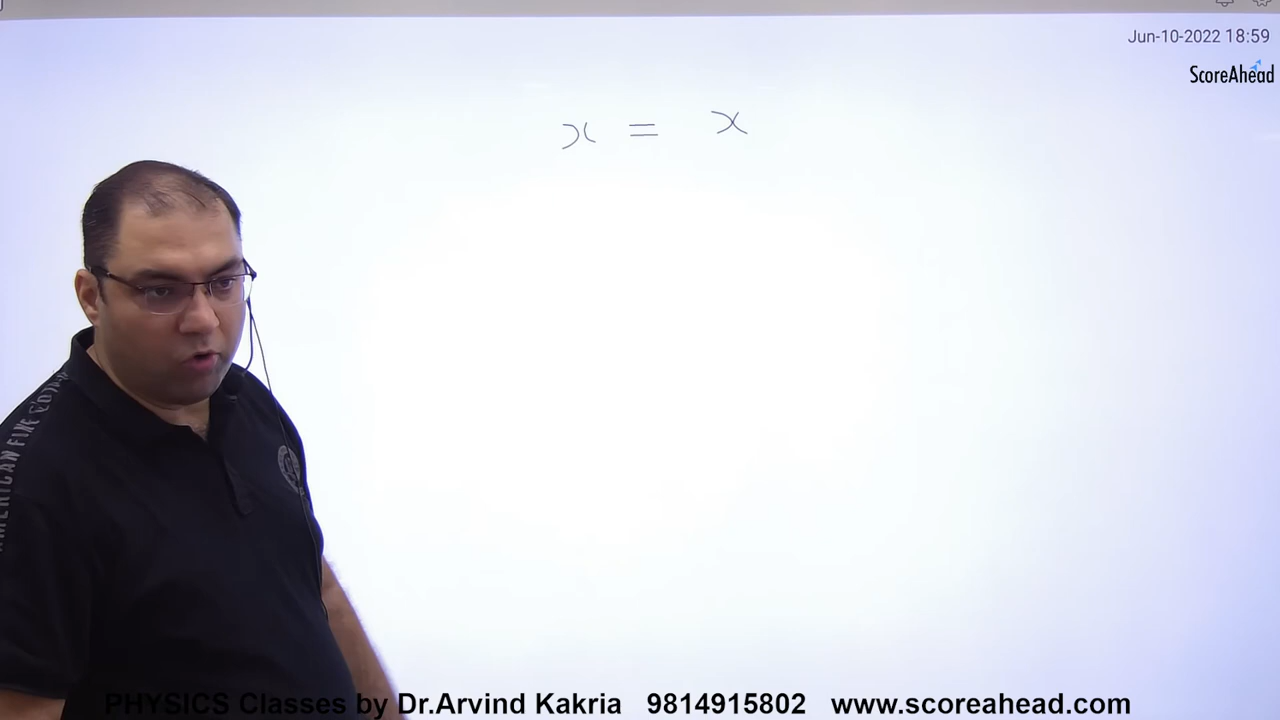 Jun-10-2022 18:59
ScoreAhead
x = x
PHYSICS Classes by Dr.Arvind Kakria 9814915802 www.scoreahead.com